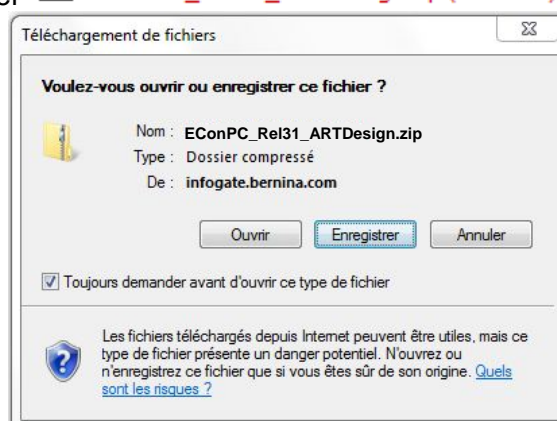 Téléchargement de fichiers
Voulez-vous ouvrir ou enregistrer ce fichier ?
Nom : EConPC_Rel31_ARTDesign.zip
Type : Dossier compressé
De : infogate.bernina.com
Ouvrir Enregistrer Annuler
Toujours demander avant d'ouvrir ce type de fichier
Les fichiers téléchargés depuis Internet peuvent être utiles, mais ce
type de fichier présente un danger potentiel. N'ouvrez ou
n'enregistrez ce fichier que si vous êtes sûr de son origine. Quels
sont les risques ?